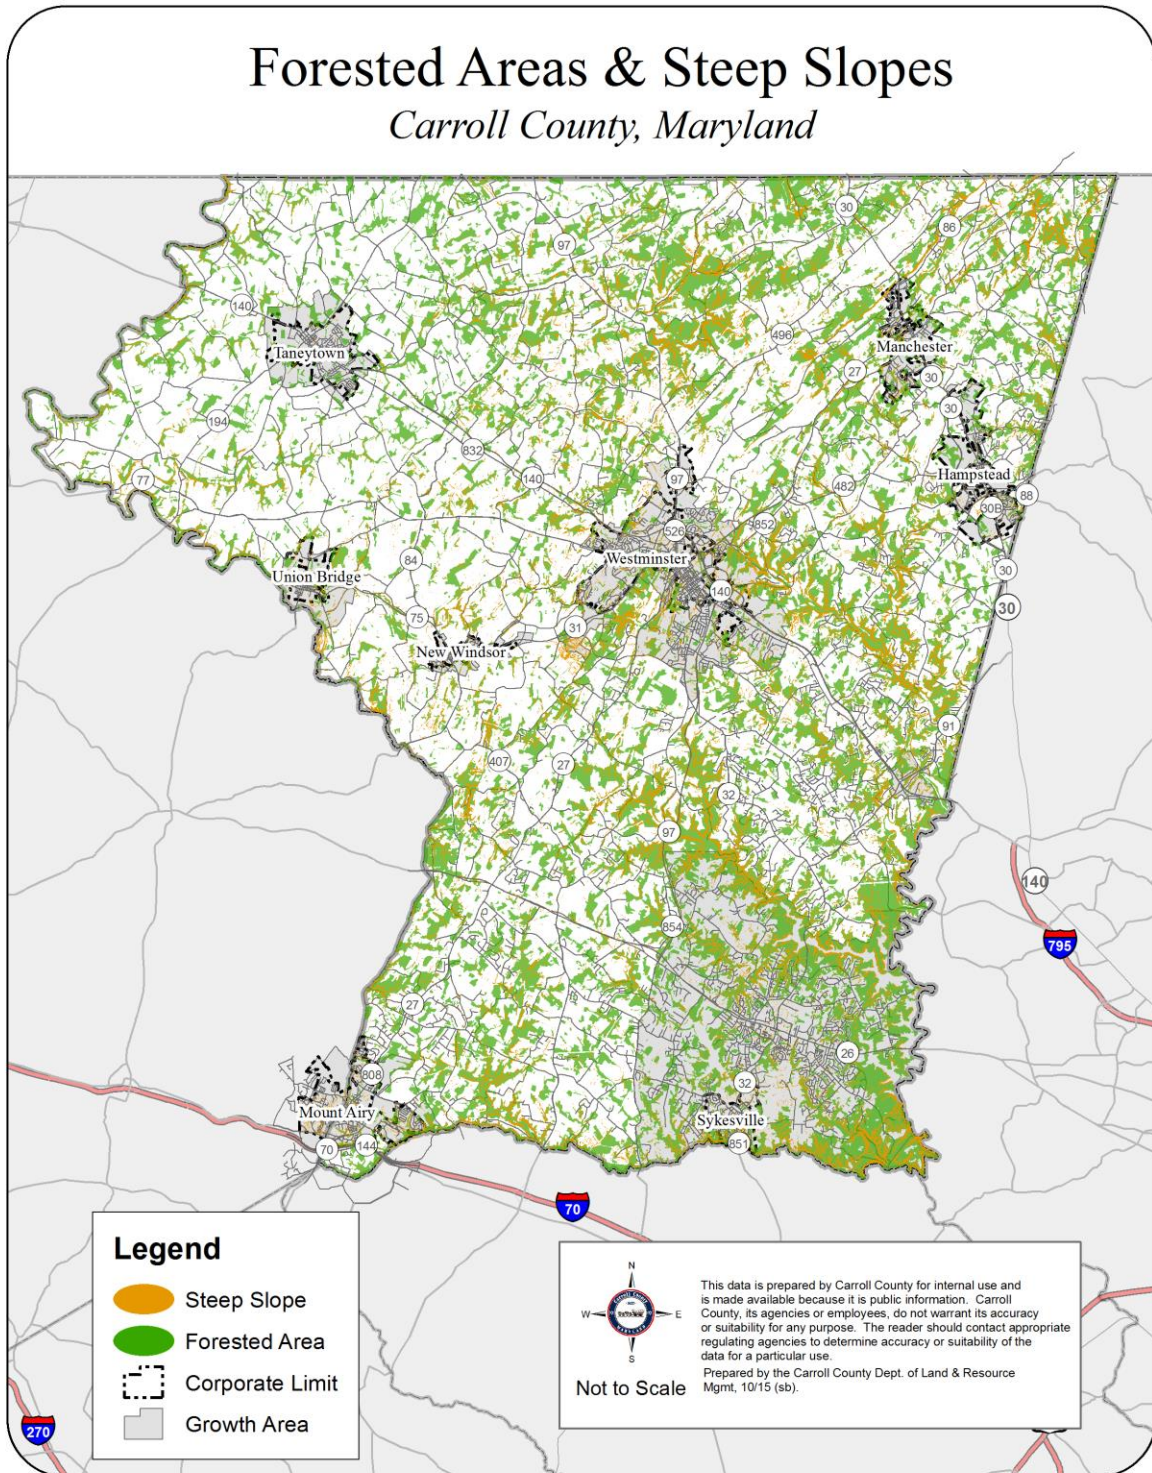 Forested Areas & Steep Slopes
Carroll County, Maryland
30
86
97
140
Taneytown
496
Manchester
27
30
30
194
832
77
140
97
482
Hampstead
88
30B
526
852
Westminster
84
Union Bridge
140
30
30
75
31
New Windsor
91
407
27
32
97
140
854
795
27
26
808
32
Mount Airy
Sykesville
70
144
851
70
Legend
Steep Slope
Forested Area
Corporate Limit
Growth Area
270
N
W
E
S
Not to Scale
This data is prepared by Carroll County for internal use and
is made available because it is public information. Carroll
County, its agencies or employees, do not warrant its accuracy
or suitability for any purpose. The reader should contact appropriate
regulating agencies to determine accuracy or suitability of the
data for a particular use.
Prepared by the Carroll County Dept. of Land & Resource
Mgmt, 10/15 (sb).